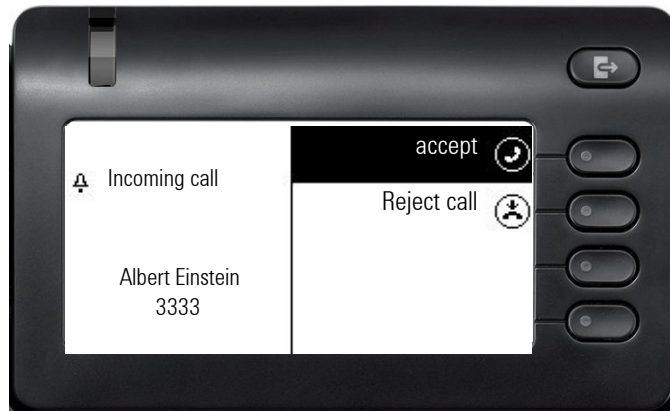 Incoming call
Albert Einstein
3333
accept
Reject call